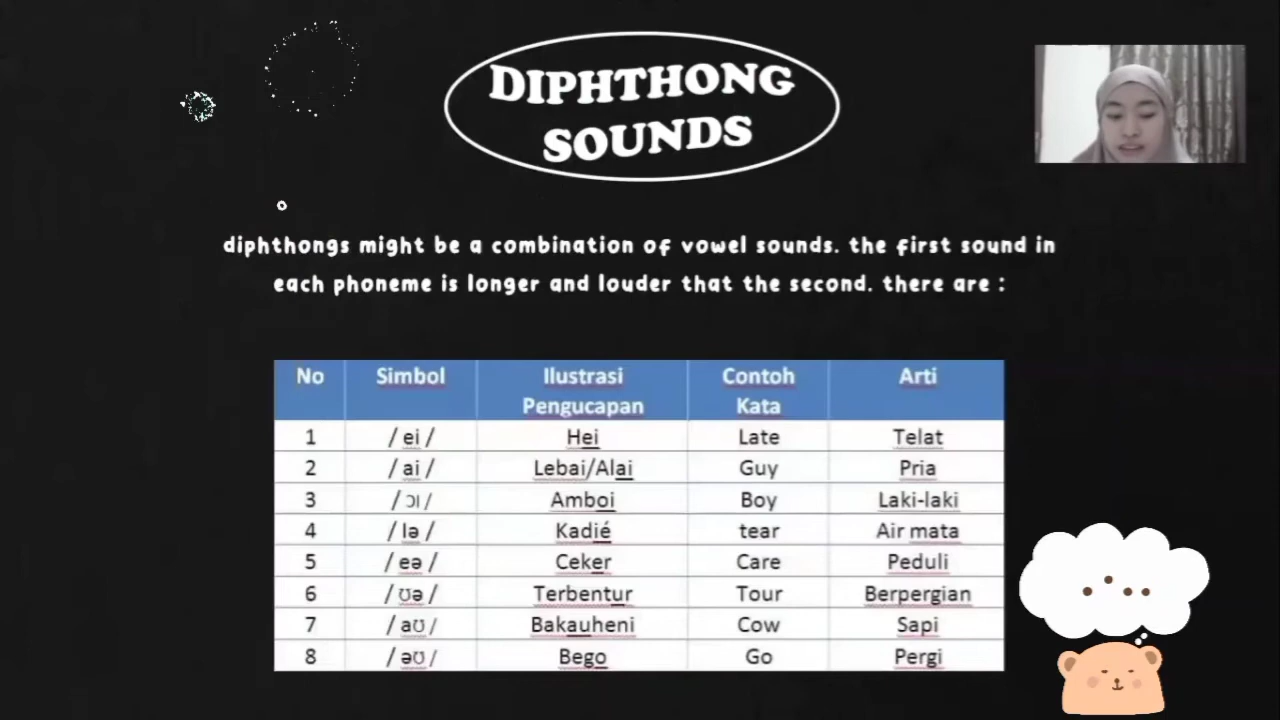 DIPHTHONG
SOUNDS
diphthongs might be a combination of vowel sounds. the first sound in
each phoneme is longer and louder that the second. there are :
No Simbol Ilustrasi Pengucapan Contoh Kata Arti
1 / ei / Hei Late Telat
2 / ai / Lebai/Alai Guy Pria
3 / ɔı / Amboi Boy Laki-laki
4 / lə / Kadié tear Air mata
5 / eə / Ceker Care Peduli
6 / ʊə / Terbentur Tour Berpergian
7 / aʊ / Bakauheni Cow Sapi
8 / əʊ / Bego Go Pergi